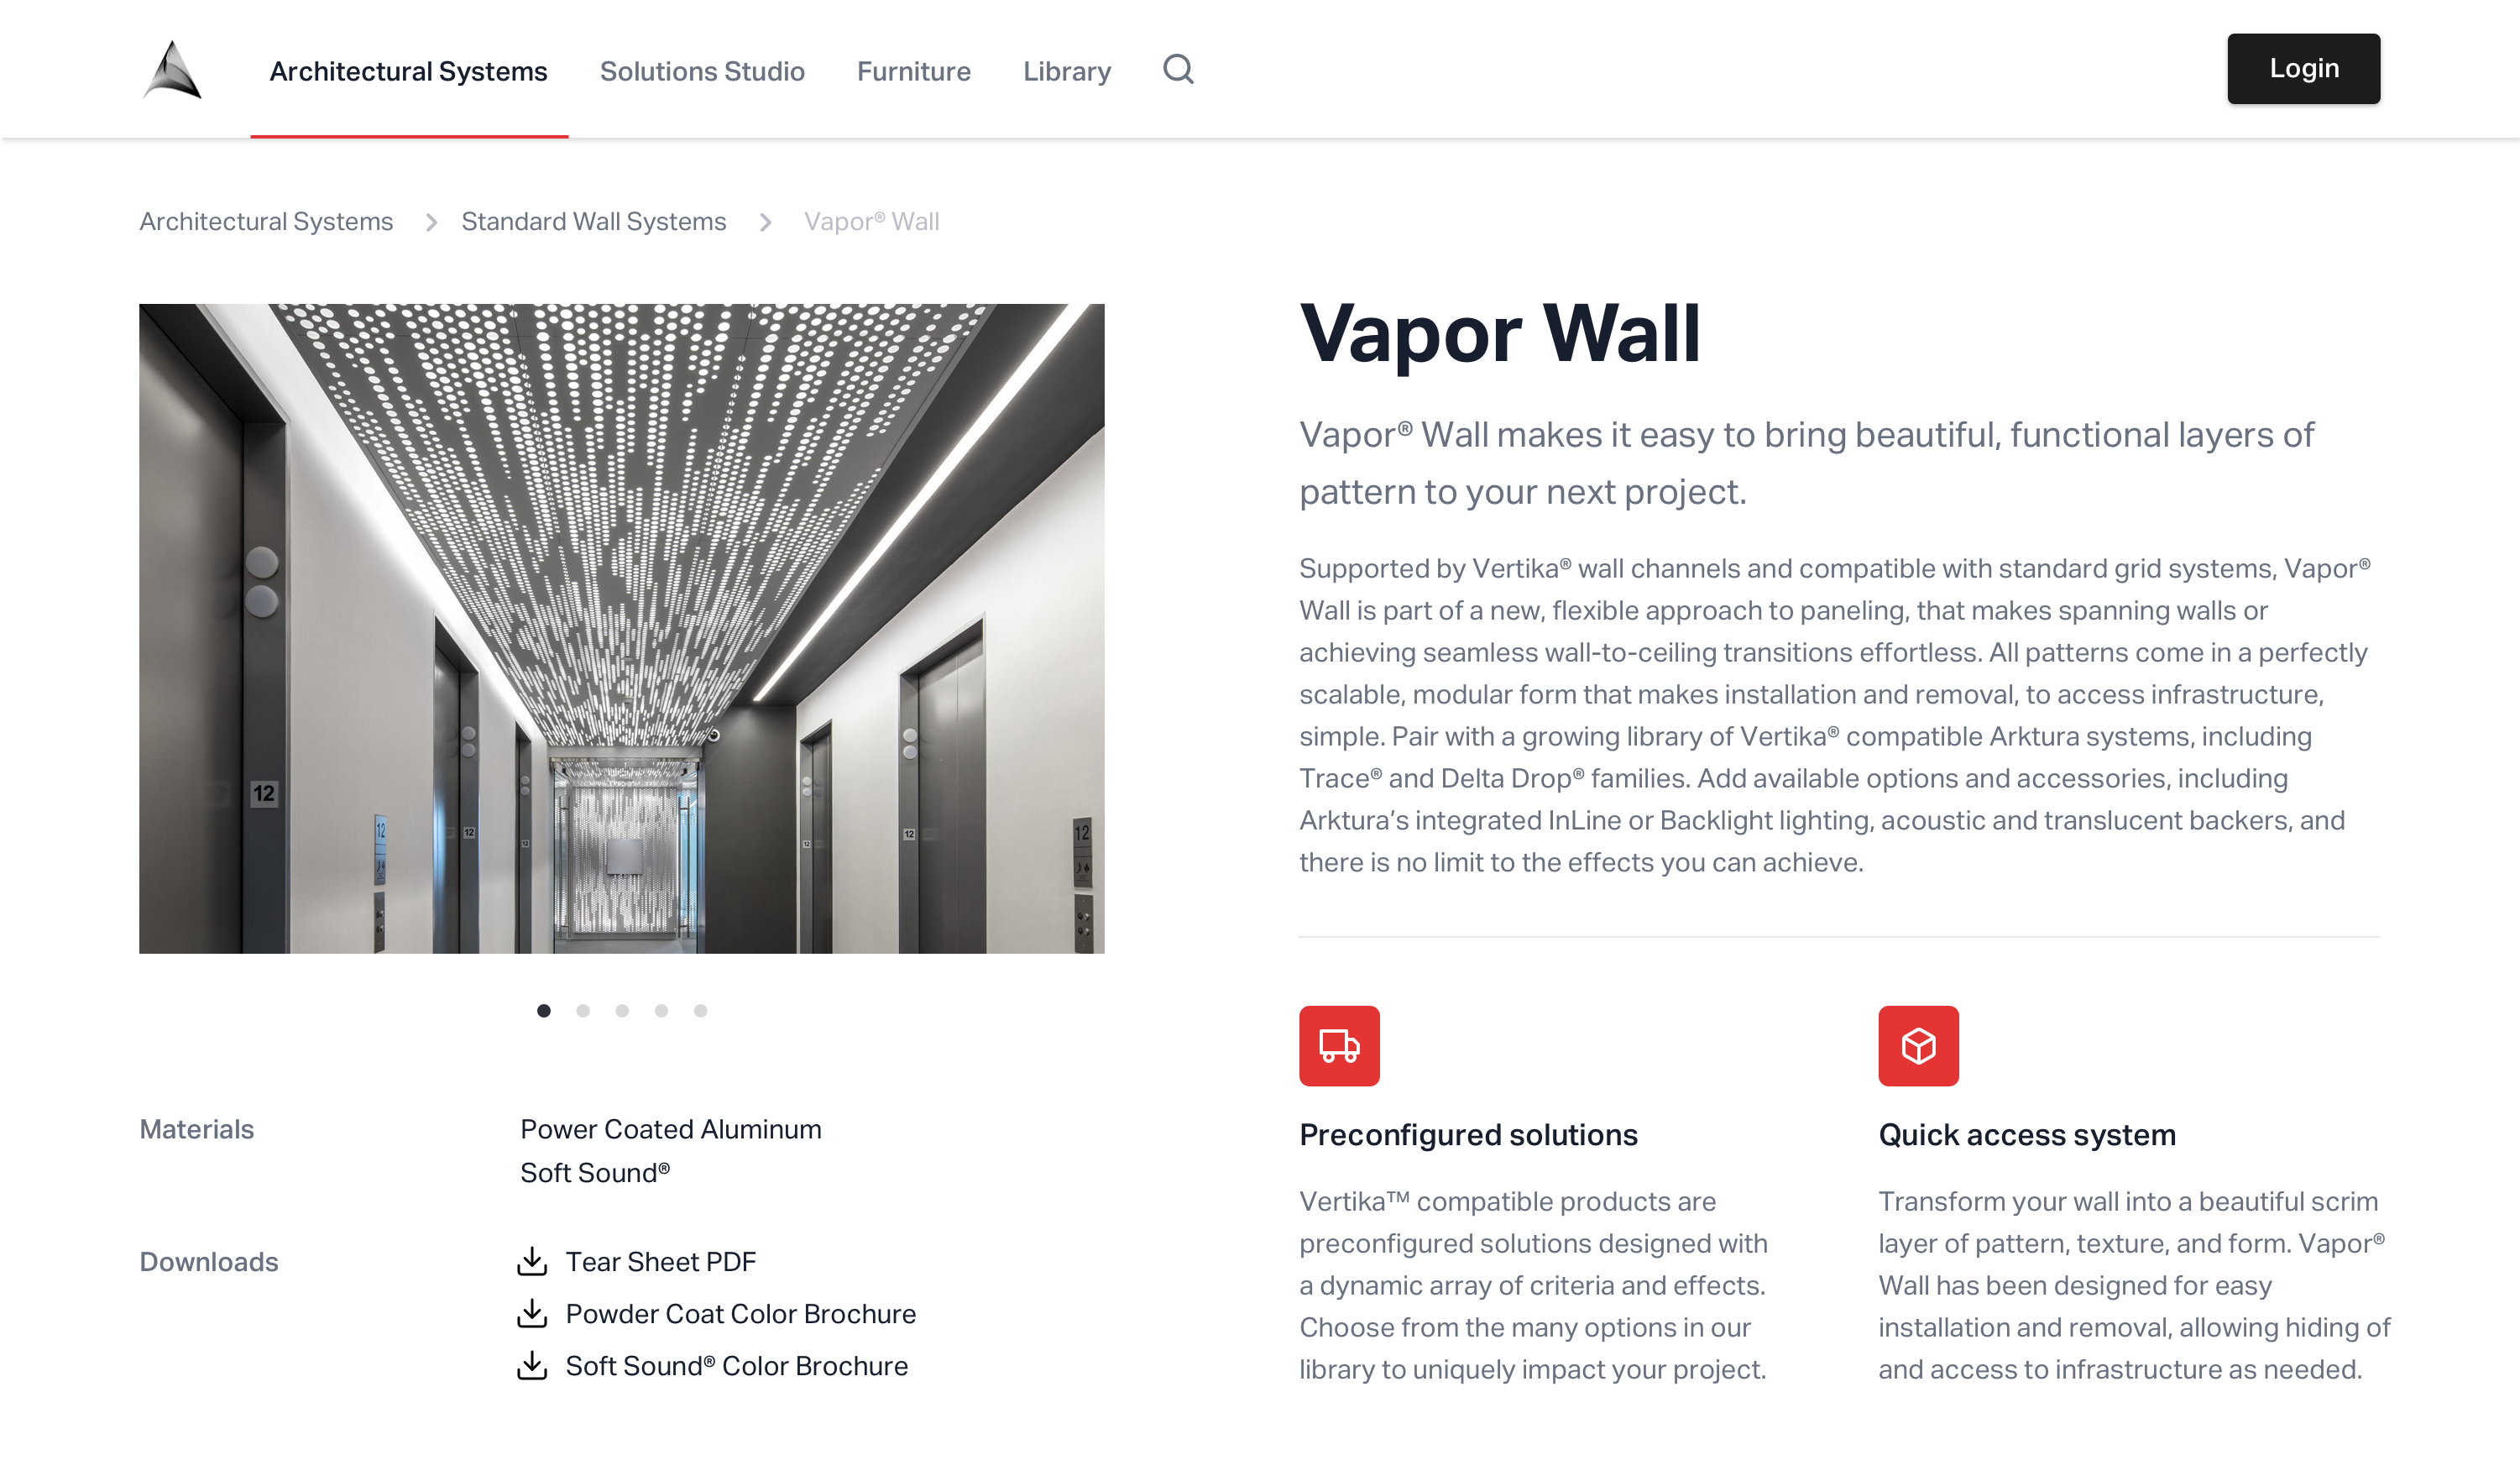 Architectural Systems
Solutions Studio
Furniture
Library
Login
Architectural Systems
Standard Wall Systems
Vapor® Wall
12
12
12
12
12
12
12
Vapor Wall
Vapor® Wall makes it easy to bring beautiful, functional layers of
pattern to your next project.
Supported by Vertika® wall channels and compatible with standard grid systems, Vapor®
Wall is part of a new, flexible approach to paneling, that makes spanning walls or
achieving seamless wall-to-ceiling transitions effortless. All patterns come in a perfectly
scalable, modular form that makes installation and removal, to access infrastructure,
simple. Pair with a growing library of Vertika® compatible Arktura systems, including
Trace® and Delta Drop® families. Add available options and accessories, including
Arktura’s integrated InLine or Backlight lighting, acoustic and translucent backers, and
there is no limit to the effects you can achieve.
Materials
Power Coated Aluminum
Soft Sound®
Downloads
Tear Sheet PDF
Powder Coat Color Brochure
Soft Sound® Color Brochure
Preconfigured solutions
Vertika™ compatible products are
preconfigured solutions designed with
a dynamic array of criteria and effects.
Choose from the many options in our
library to uniquely impact your project.
Quick access system
Transform your wall into a beautiful scrim
layer of pattern, texture, and form. Vapor®
Wall has been designed for easy
installation and removal, allowing hiding of
and access to infrastructure as needed.